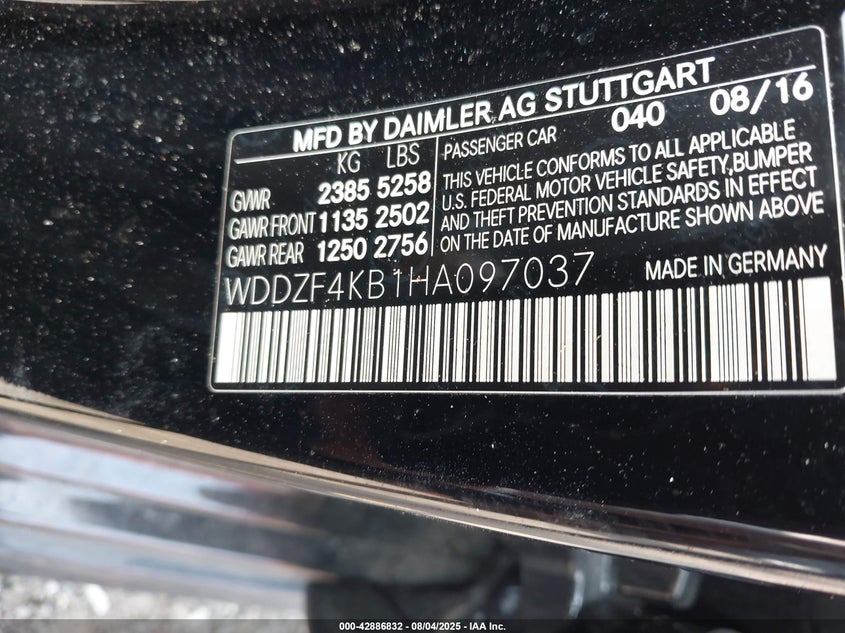 MFD BY DAIMLER AG STUTTGART
KG LBS
GVWR 2385 5258
GAWR FRONT 1135 2502
GAWR REAR 1250 2756
PASSENGER CAR 040 08/16
THIS VEHICLE CONFORMS TO ALL APPLICABLE
U.S. FEDERAL MOTOR VEHICLE SAFETY,BUMPER
AND THEFT PREVENTION STANDARDS IN EFFECT
ON THE DATE OF MANUFACTURE SHOWN ABOVE
WDDZF4KB1HA097037 MADE IN GERMANY
000-42886832 - 08/04/2025 - IAA Inc.